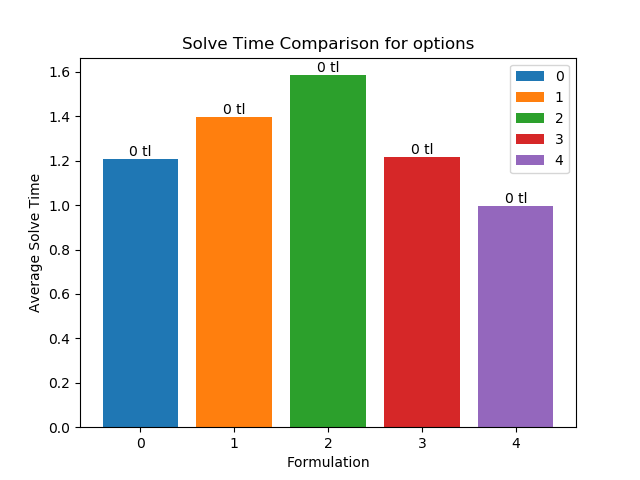 Solve Time Comparison for options
Average Solve Time
1.6
1.4
1.2
1.0
0.8
0.6
0.4
0.2
0.0
0 tl
0 tl
0 tl
0 tl
0 tl
0
1
2
3
4
0
1
2
3
4
Formulation